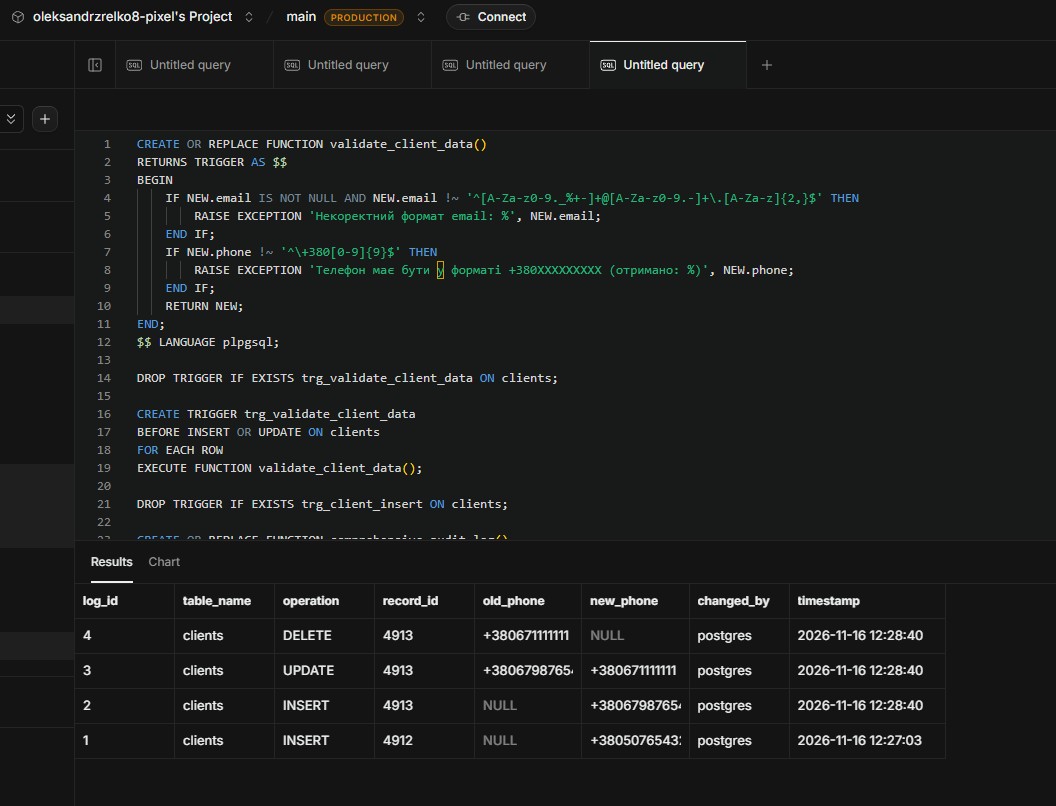 oleksandrzrelko8-pixel's Project / main PRODUCTION Connect
Untitled query Untitled query Untitled query Untitled query +
1 CREATE OR REPLACE FUNCTION validate_client_data()
2 RETURNS TRIGGER AS $$
3 BEGIN
4 IF NEW.email IS NOT NULL AND NEW.email !~ '^[A-Za-z0-9._%+-]+@[A-Za-z0-9.-]+\.[A-Za-z]{2,}$' THEN
5 RAISE EXCEPTION 'Некоректний формат email: %', NEW.email;
6 END IF;
7 IF NEW.phone !~ '^\+380[0-9]{9}$' THEN
8 RAISE EXCEPTION 'Телефон має бути у форматі +380XXXXXXXXX (отримано: %)', NEW.phone;
9 END IF;
10 RETURN NEW;
11 END;
12 $$ LANGUAGE plpgsql;
13
14 DROP TRIGGER IF EXISTS trg_validate_client_data ON clients;
15
16 CREATE TRIGGER trg_validate_client_data
17 BEFORE INSERT OR UPDATE ON clients
18 FOR EACH ROW
19 EXECUTE FUNCTION validate_client_data();
20
21 DROP TRIGGER IF EXISTS trg_client_insert ON clients;
22
23 CREATE OR REPLACE FUNCTION comprehensive_audit_log()
Results Chart
log_id table_name operation record_id old_phone new_phone changed_by timestamp
4 clients DELETE 4913 +380671111111 NULL postgres 2026-11-16 12:28:40
3 clients UPDATE 4913 +38067987654 +380671111111 postgres 2026-11-16 12:28:40
2 clients INSERT 4913 NULL +38067987654 postgres 2026-11-16 12:28:40
1 clients INSERT 4912 NULL +38050765432 postgres 2026-11-16 12:27:03